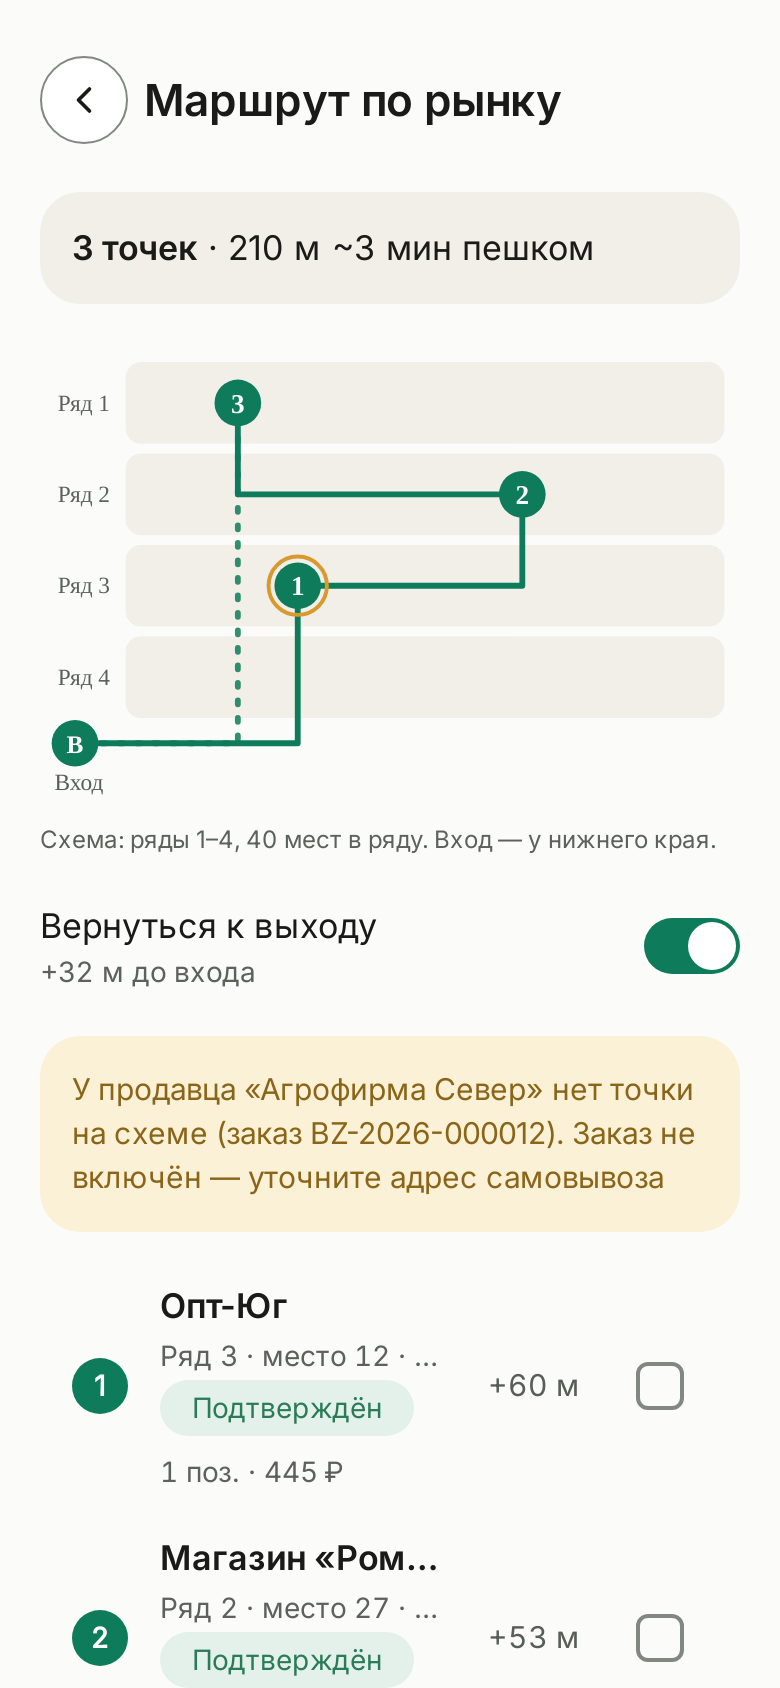 Маршрут по рынку
3 точек · 210 м ~3 мин пешком
Ряд 1
3
Ряд 2
2
Ряд 3
1
Ряд 4
В
Вход
Схема: ряды 1–4, 40 мест в ряду. Вход — у нижнего края.
Вернуться к выходу
+32 м до входа
У продавца «Агрофирма Север» нет точки
на схеме (заказ BZ-2026-000012). Заказ не
включён — уточните адрес самовывоза
Опт-Юг
Ряд 3 · место 12 · ...
1
+60 м
Подтверждён
1 поз. · 445 ₽
Магазин «Ром...
Ряд 2 · место 27 · ...
2
+53 м
Подтверждён